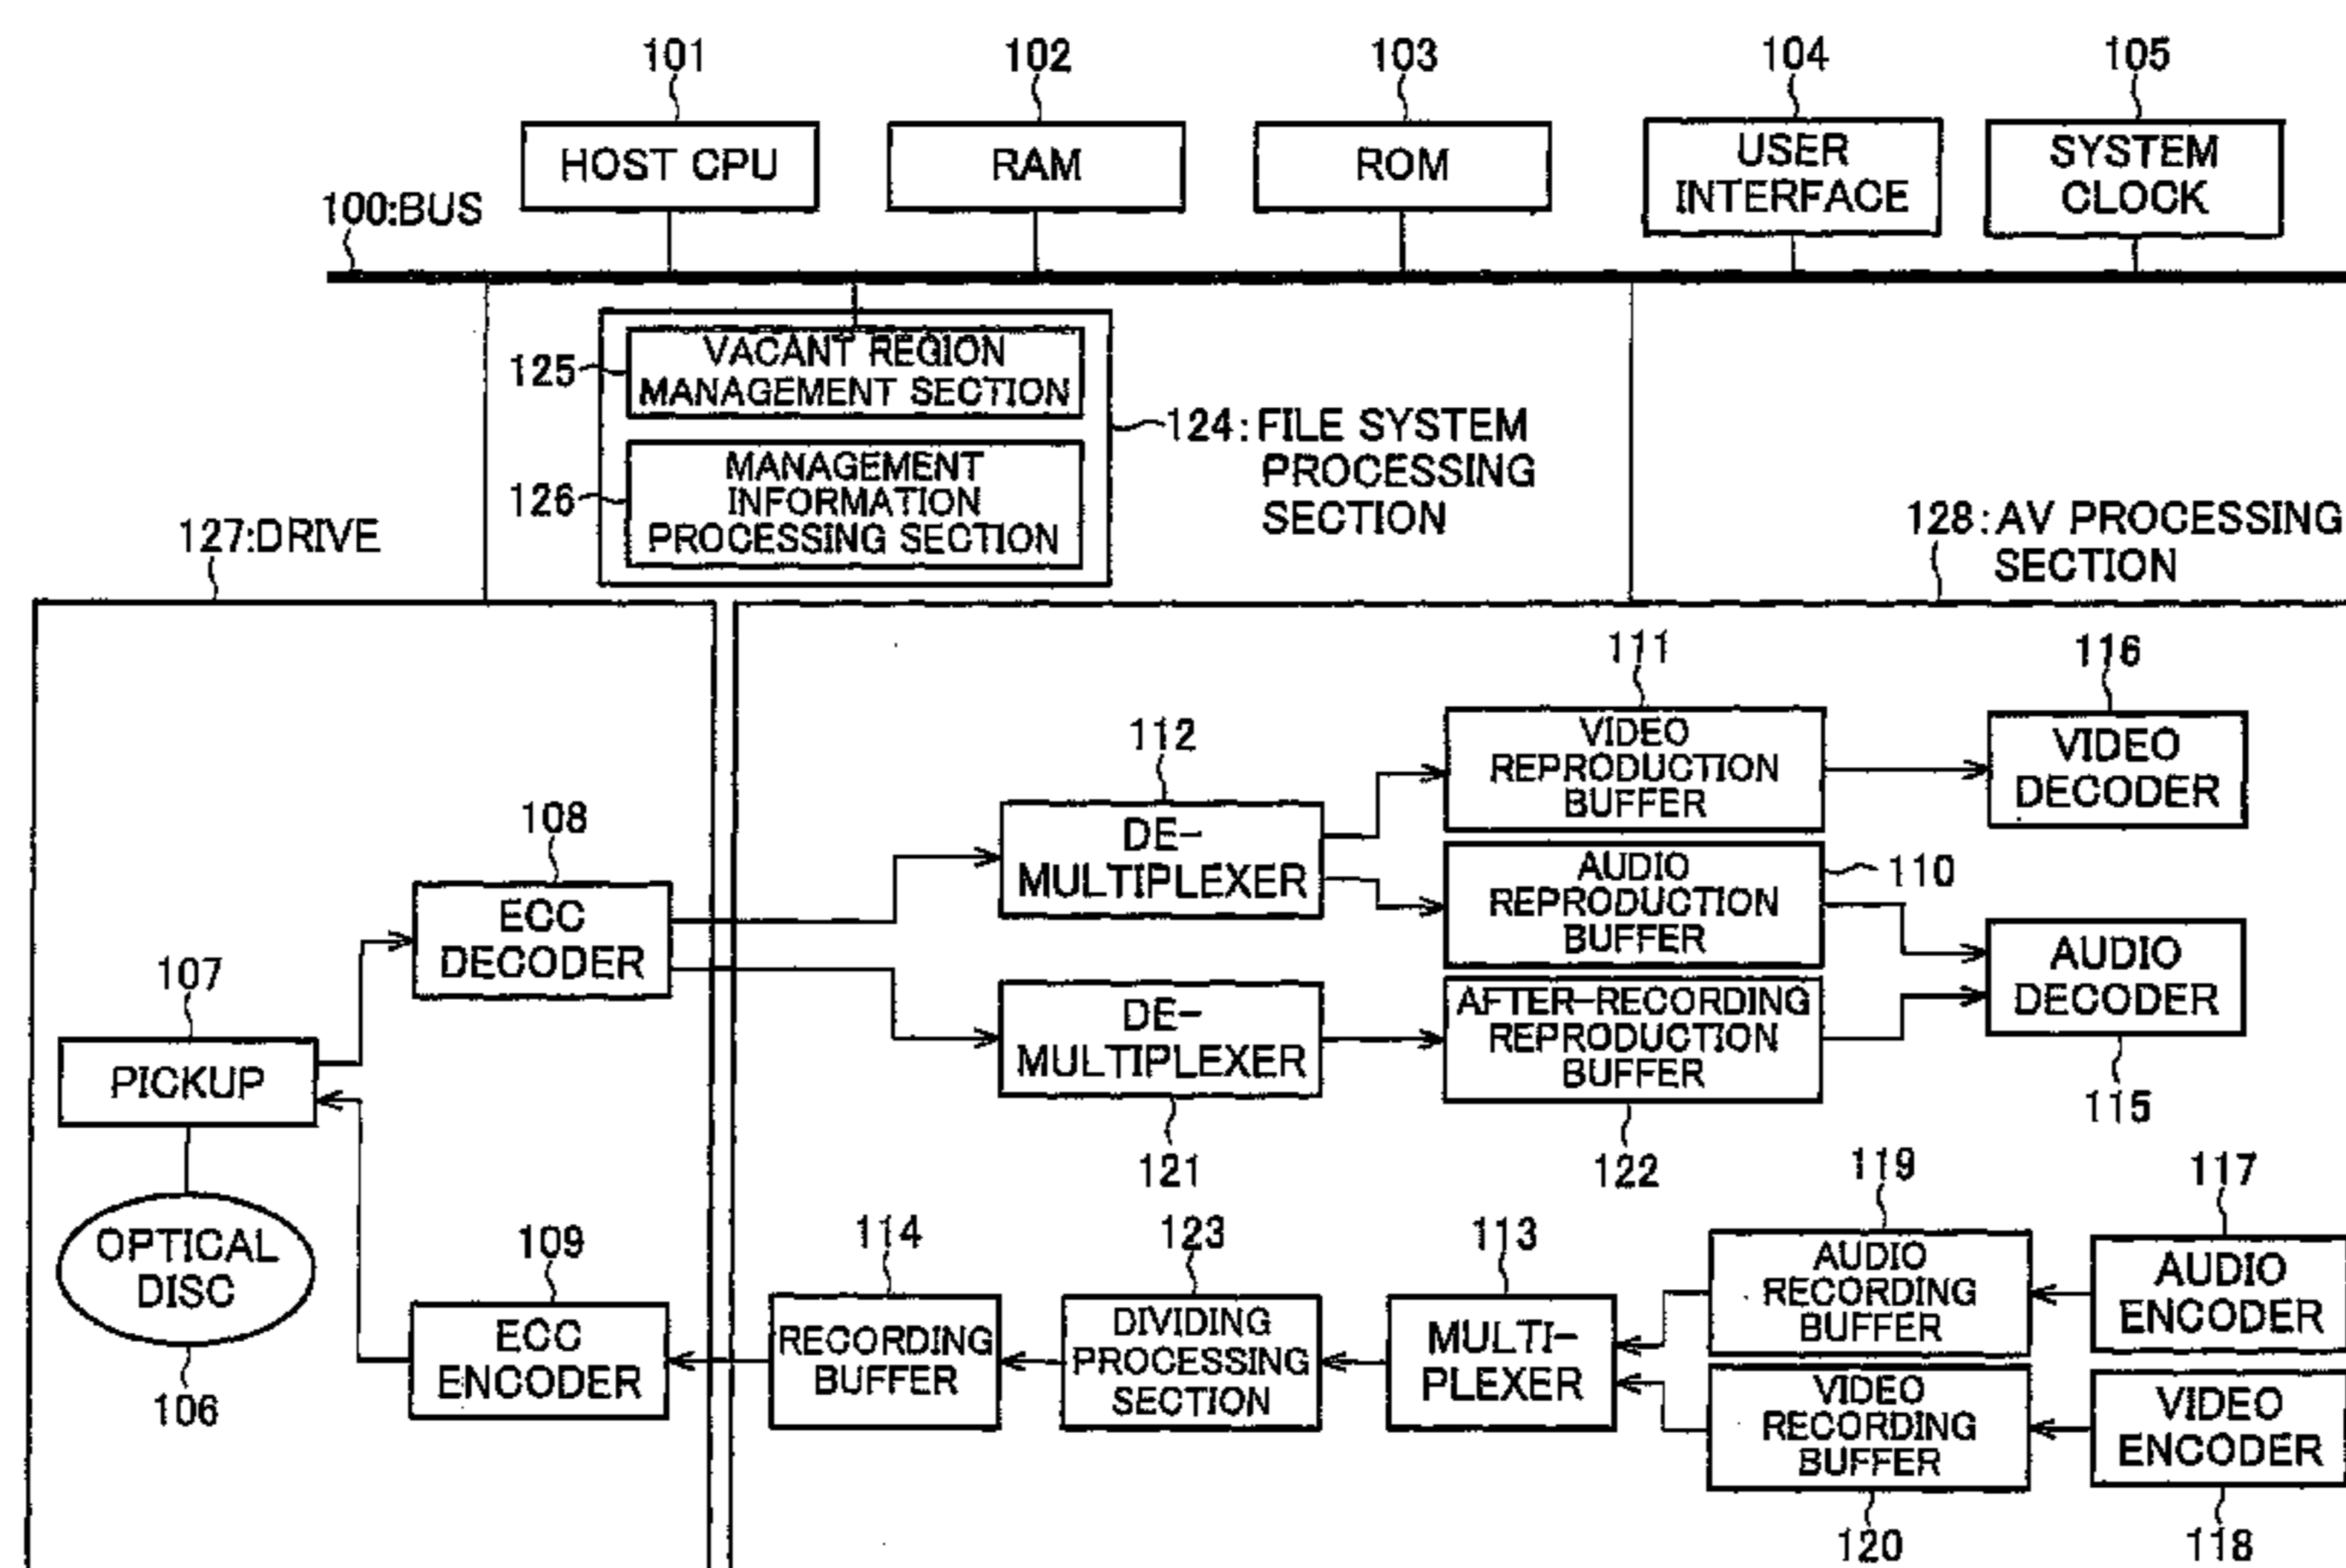 101
102
103
104
105
HOST CPU
RAM
ROM
USER
INTERFACE
SYSTEM
CLOCK
100:BUS
125
VACANT REGION
MANAGEMENT SECTION
126
MANAGEMENT
INFORMATION
PROCESSING SECTION
124:FILE SYSTEM
PROCESSING
SECTION
127:DRIVE
128:AV PROCESSING
SECTION
111
116
112
VIDEO
REPRODUCTION
BUFFER
VIDEO
DECODER
108
DE-
MULTIPLEXER
AUDIO
REPRODUCTION
BUFFER
110
ECC
DECODER
107
PICKUP
DE-
MULTIPLEXER
AFTER-RECORDING
REPRODUCTION
BUFFER
AUDIO
DECODER
115
121
122
119
117
OPTICAL
DISC
106
109
114
123
113
ECC
ENCODER
RECORDING
BUFFER
DIVIDING
PROCESSING
SECTION
MULTI-
PLEXER
AUDIO
RECORDING
BUFFER
AUDIO
ENCODER
VIDEO
RECORDING
BUFFER
VIDEO
ENCODER
120
118